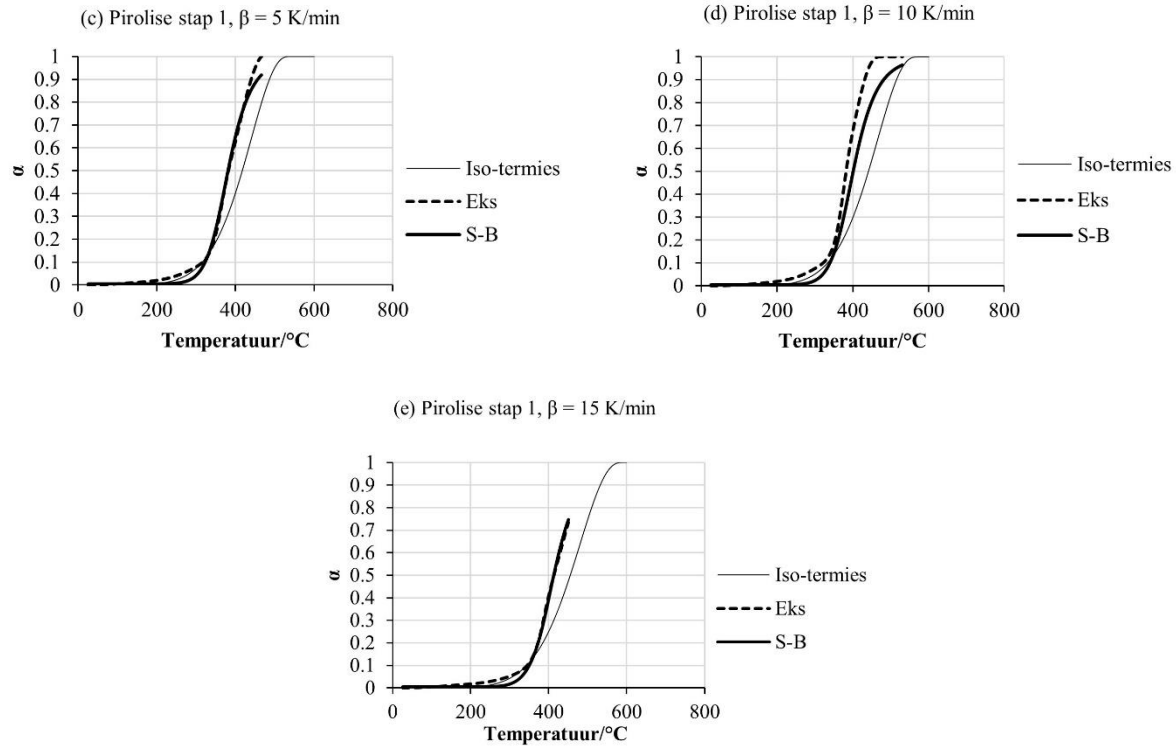 (c) Pirolise stap 1, β = 5 K/min
1
0.9
0.8
0.7
0.6
0.5
0.4
0.3
0.2
0.1
0
α
0 200 400 600 800
Temperatuur/°C
Iso-termies
Eks
S-B
(d) Pirolise stap 1, β = 10 K/min
1
0.9
0.8
0.7
0.6
0.5
0.4
0.3
0.2
0.1
0
α
0 200 400 600 800
Temperatuur/°C
Iso-termies
Eks
S-B
(e) Pirolise stap 1, β = 15 K/min
1
0.9
0.8
0.7
0.6
0.5
0.4
0.3
0.2
0.1
0
α
0 200 400 600 800
Temperatuur/°C
Iso-termies
Eks
S-B